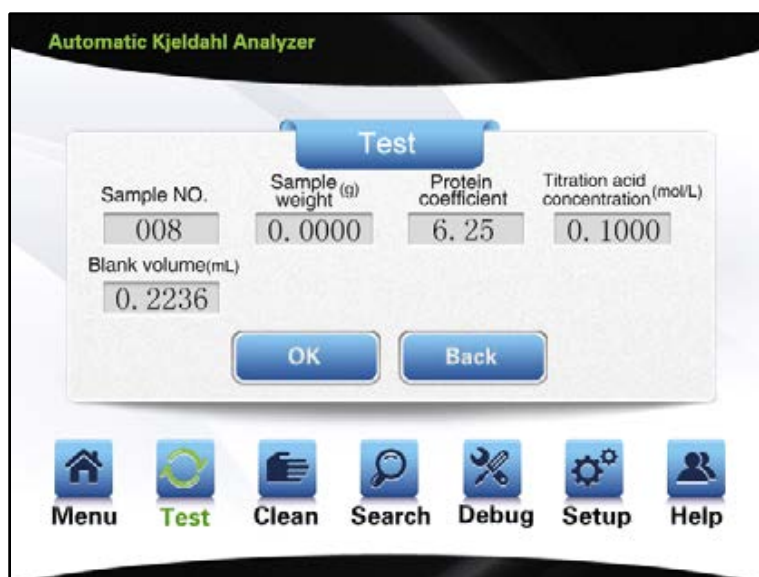 Automatic Kjeldahl Analyzer
Test
Sample NO.
008
Sample weight (g)
0.0000
Protein coefficient
6.25
Titration acid concentration (mol/L)
0.1000
Blank volume(mL)
0.2236
OK
Back
Menu
Test
Clean
Search
Debug
Setup
Help